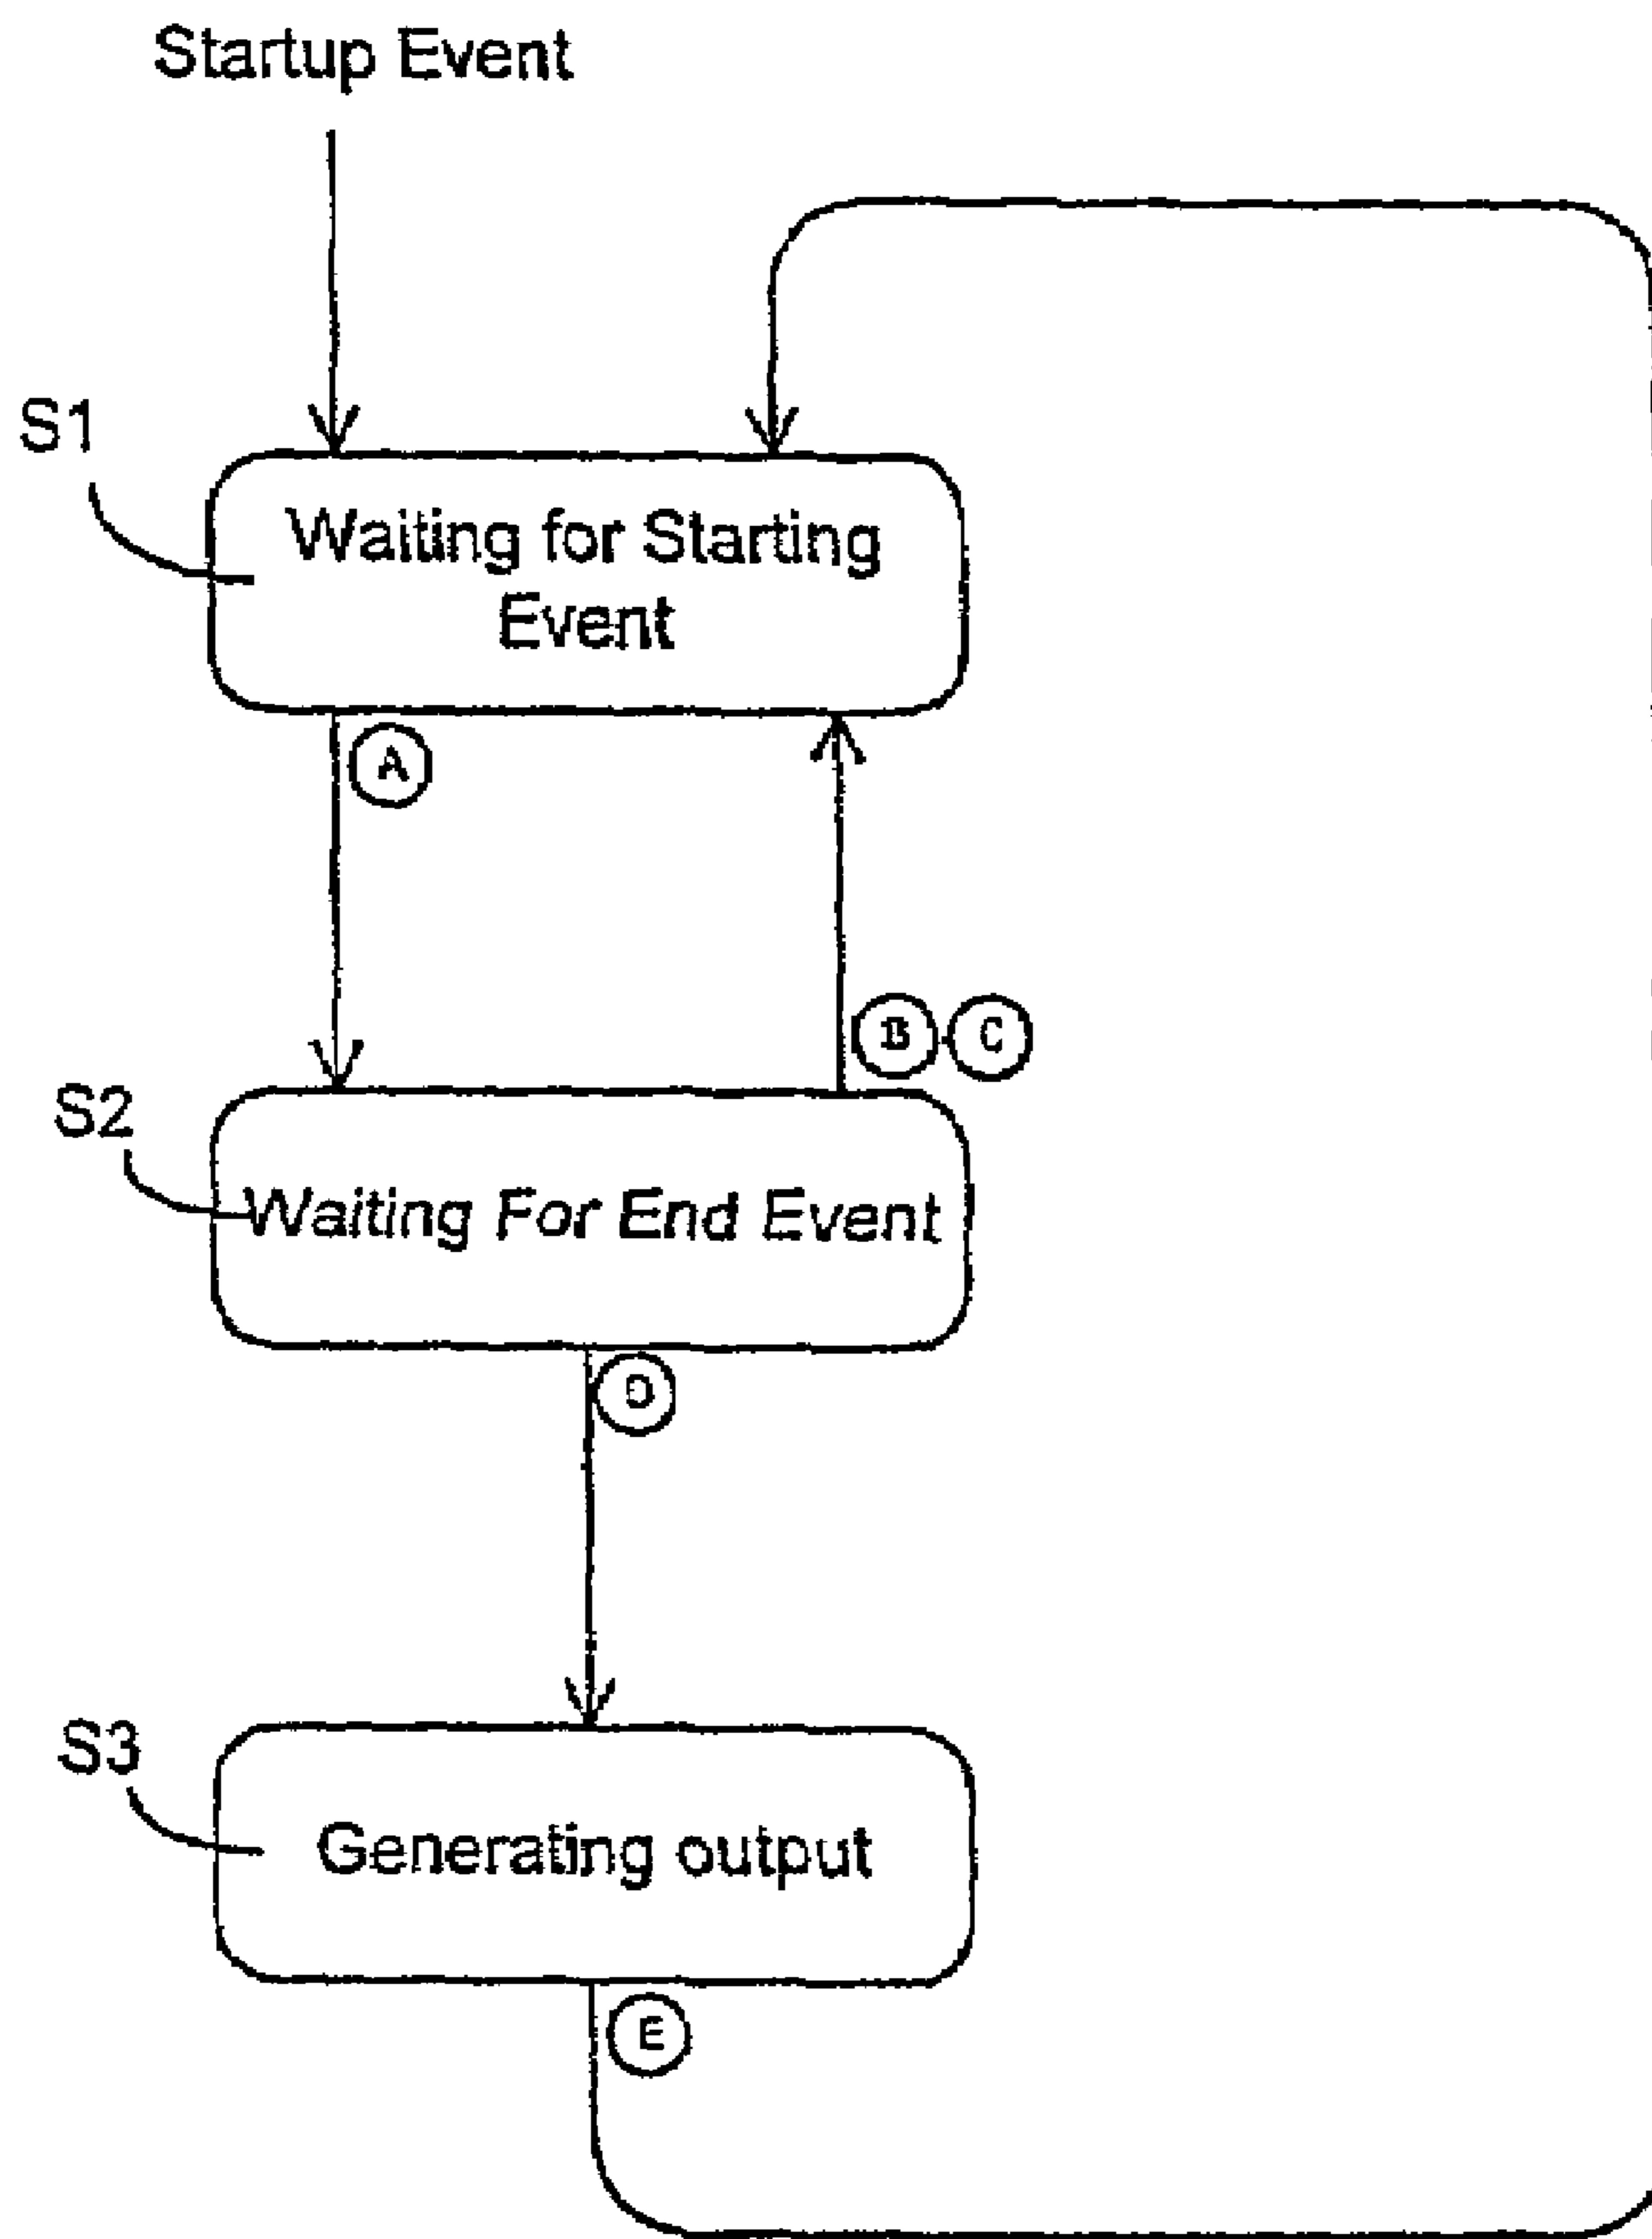 Startup Event
S1
Waiting for Starting
Event
A
B
C
S2
Waiting For End Event
D
S3
Generating output
E